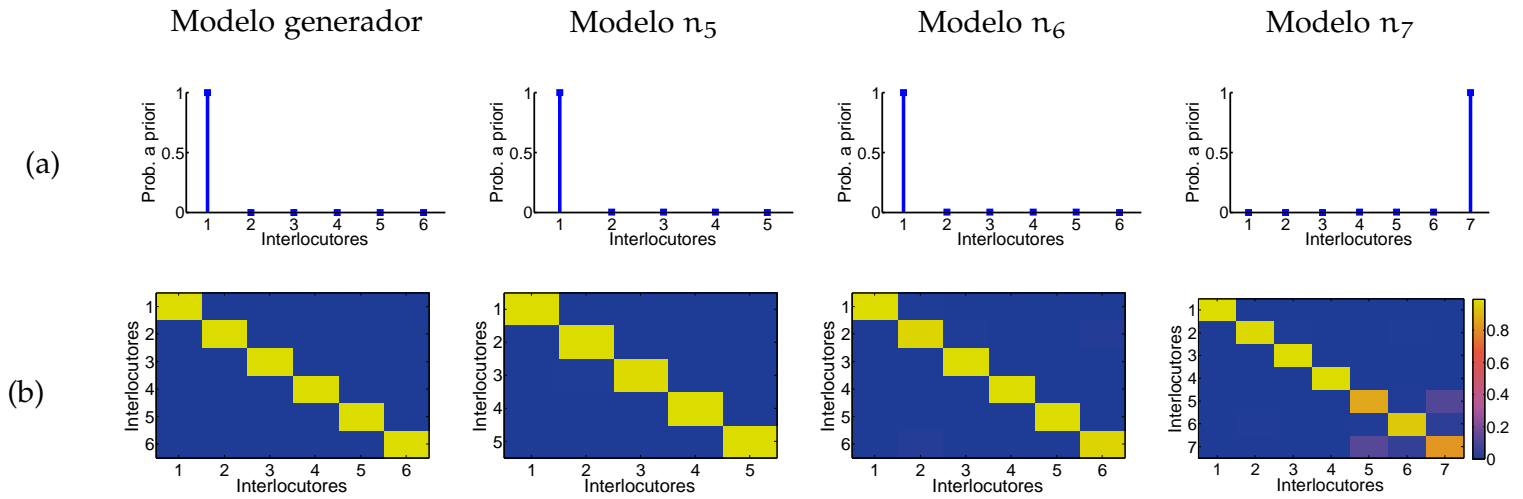 Modelo generador
Modelo n5
Modelo n6
Modelo n7
(a)
Prob. a priori
1
0.5
0
1 2 3 4 5 6
Interlocutores
Prob. a priori
1
0.5
0
1 2 3 4 5
Interlocutores
Prob. a priori
1
0.5
0
1 2 3 4 5 6
Interlocutores
Prob. a priori
1
0.5
0
1 2 3 4 5 6 7
Interlocutores
(b)
Interlocutores
1
2
3
4
5
6
1 2 3 4 5 6
Interlocutores
Interlocutores
1
2
3
4
5
1 2 3 4 5
Interlocutores
Interlocutores
1
2
3
4
5
6
1 2 3 4 5 6
Interlocutores
Interlocutores
1
2
3
4
5
6
7
1 2 3 4 5 6 7
Interlocutores
0.8
0.6
0.4
0.2
0